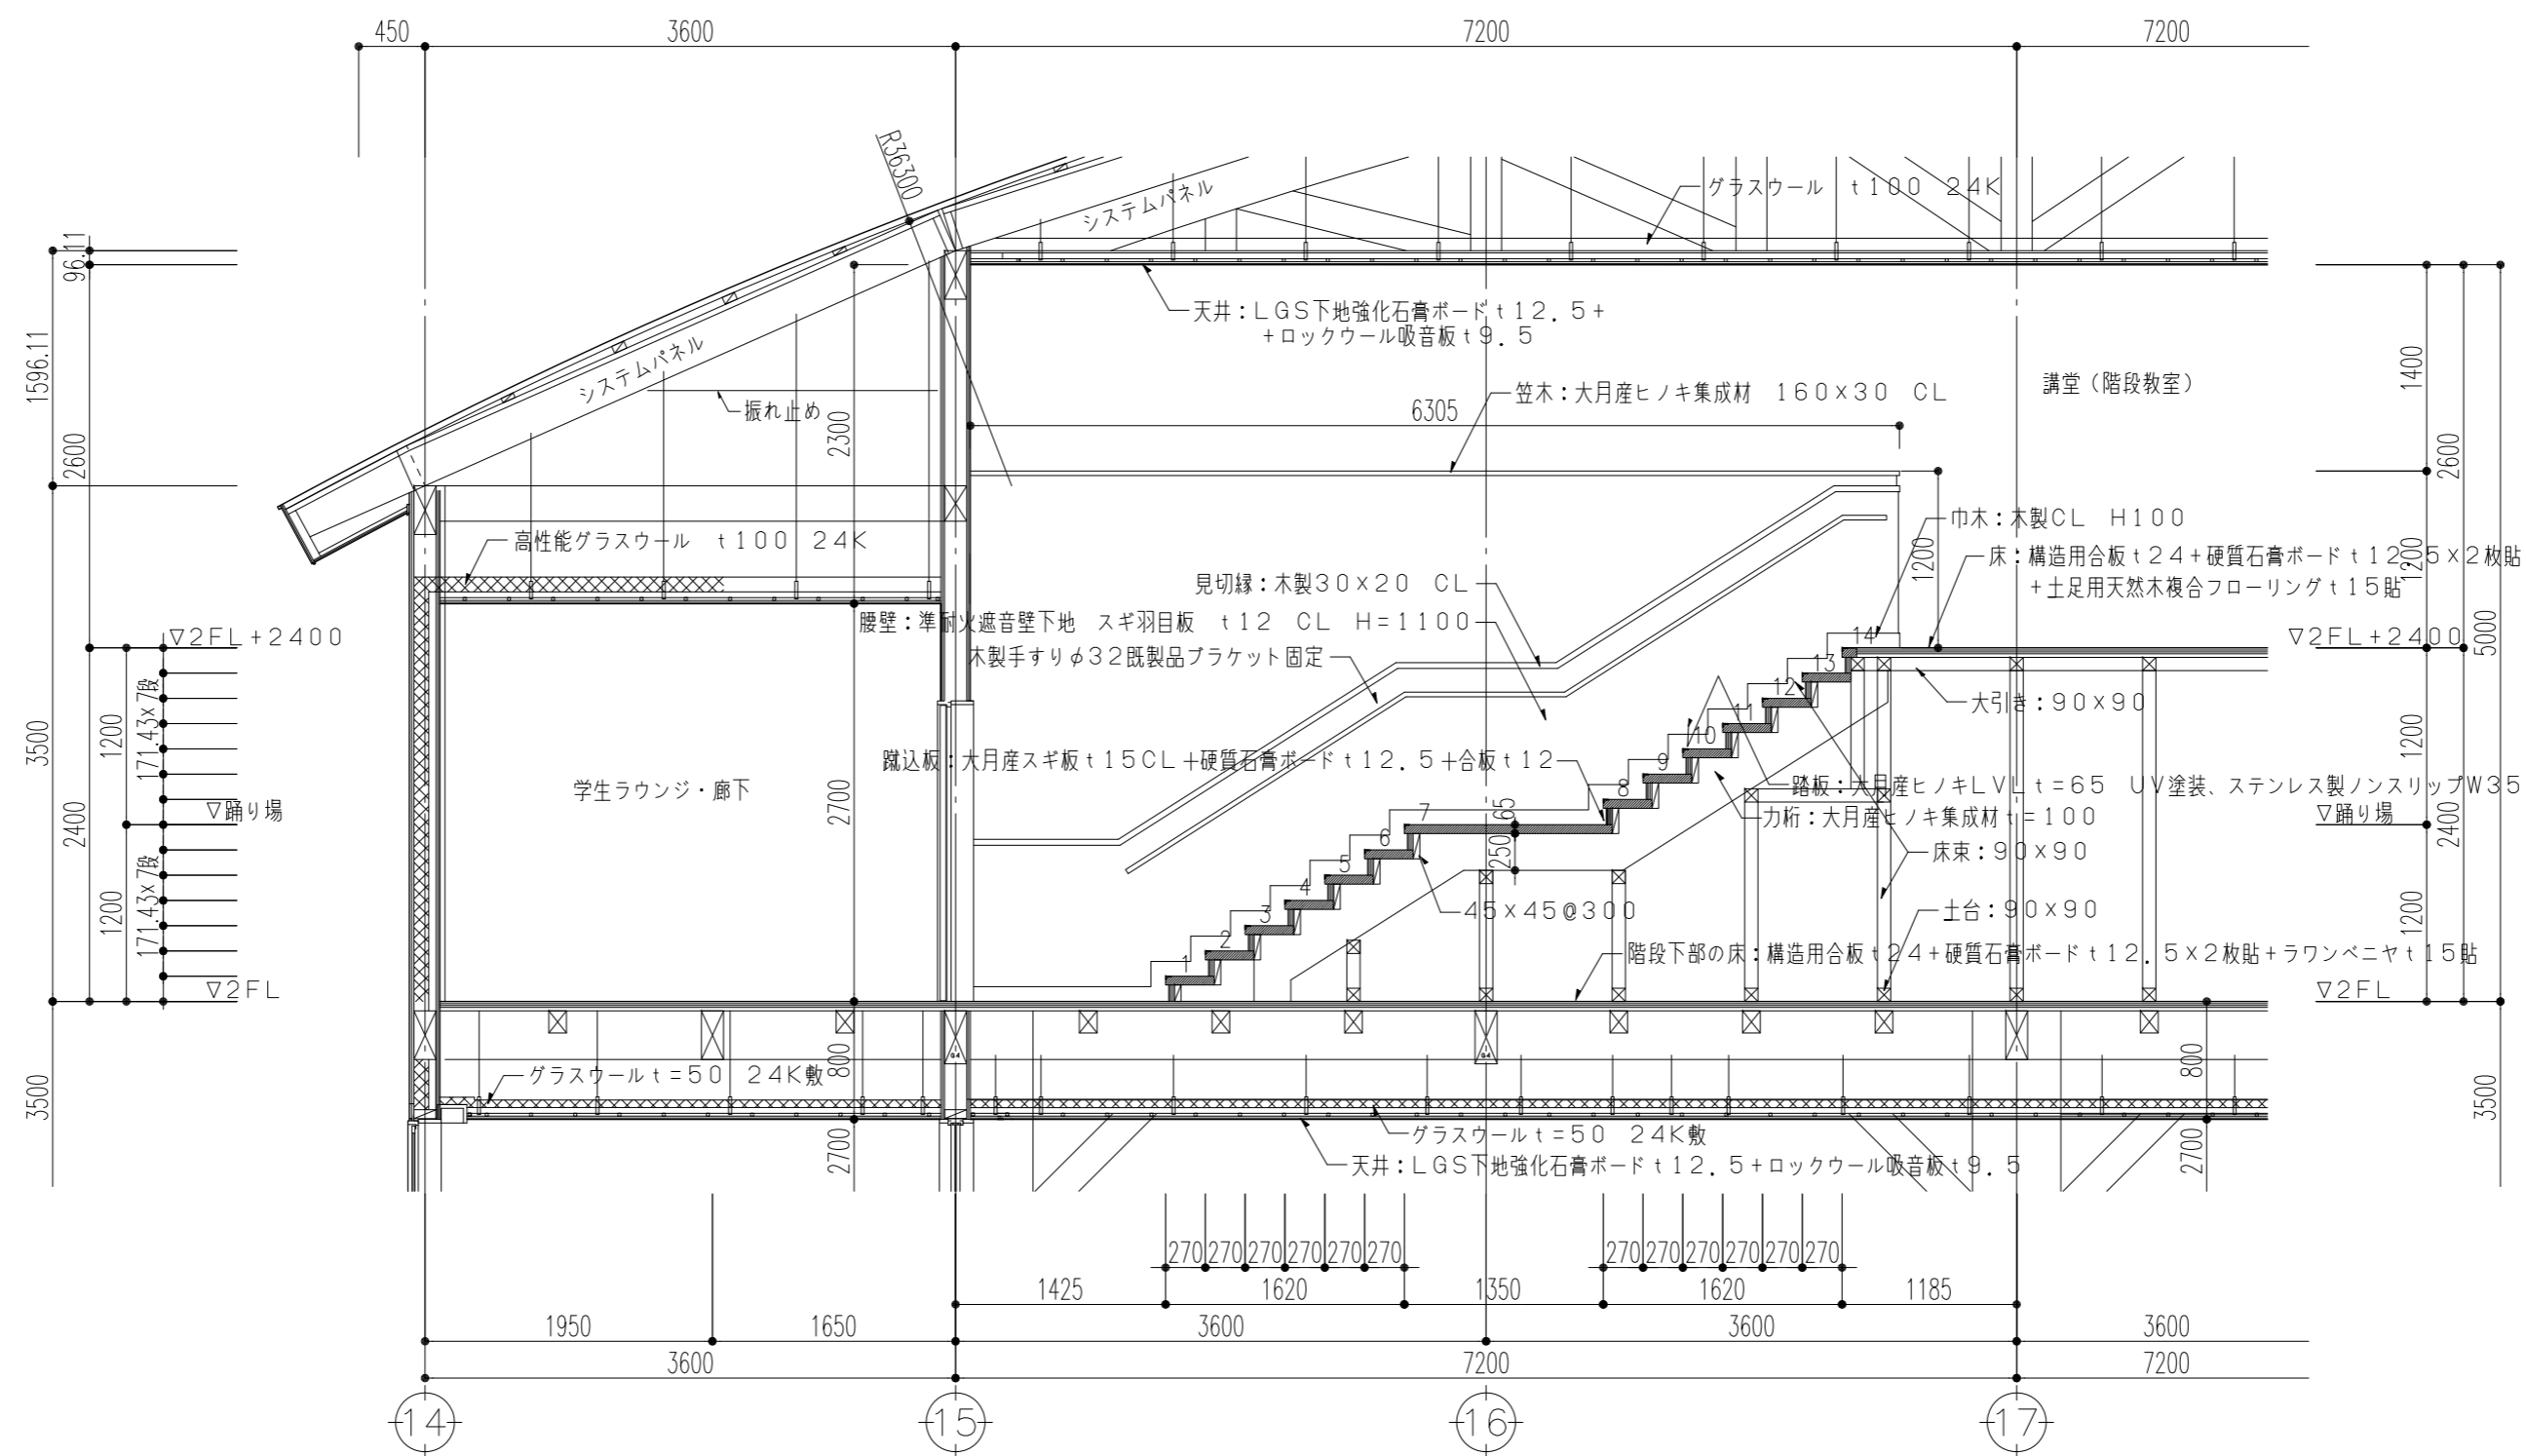 450
3600
7200
7200
R36300
システムパネル
グラスウール t100 24K
96.11
1596.11
2600
3500
2400
1200
1200
171.43×7段
171.43×7段
3500
天井：LGS下地強化石膏ボードt12.5+
+ロックウール吸音板t9.5
システムパネル
振れ止め
2300
笠木：大月産ヒノキ集成材 160×30 CL
6305
講堂（階段教室）
1400
2600
5000
高性能グラスウール t100 24K
巾木：木製CL H100
1200
床：構造用合板t24+硬質石膏ボードt12.5×2枚貼
+土足用天然木複合フローリングt15貼
1200
見切縁：木製30×20 CL
腰壁：準耐火遮音壁下地 スギ羽目板 t12 CL H=1100
木製手すりφ32既製品ブラケット固定
▽2FL+2400
▽2FL+2400
14
13
12
11
10
9
8
7
6
5
4
3
2
1
大引き：90×90
1200
蹴込板：大月産スギ板t15CL+硬質石膏ボードt12.5+合板t12
学生ラウンジ・廊下
2700
踏板：大月産ヒノキLVL t=65 UV塗装、ステンレス製ノンスリップW35
65
250
力桁：大月産ヒノキ集成材t=100
▽踊り場
▽踊り場
2400
床束：90×90
45×45@300
土台：90×90
1200
階段下部の床：構造用合板t24+硬質石膏ボードt12.5×2枚貼+ラワンベニヤt15貼
▽2FL
▽2FL
800
800
グラスウールt=50 24K敷
3500
グラスウールt=50 24K敷
2700
2700
天井：LGS下地強化石膏ボードt12.5+ロックウール吸音板t9.5
270 270 270 270 270 270
270 270 270 270 270 270
1425
1620
1350
1620
1185
1950
1650
3600
3600
3600
3600
7200
7200
14
15
16
17